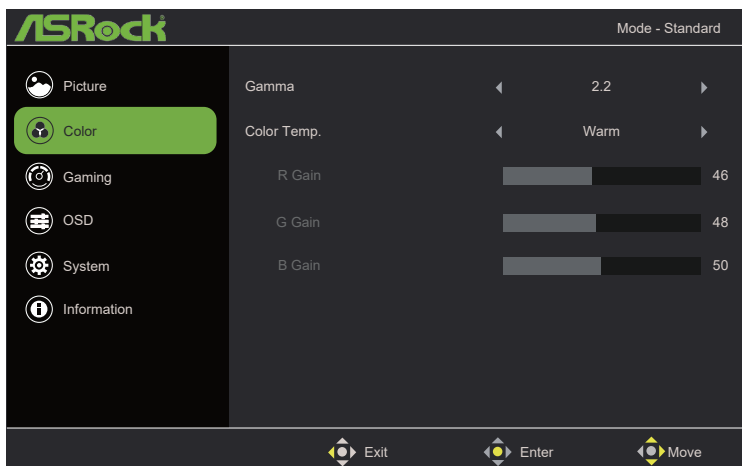 ASRock Mode - Standard
Picture
Gamma 2.2
Color
Color Temp. Warm
Gaming
R Gain 46
OSD
G Gain 48
System
B Gain 50
Information
Exit Enter Move